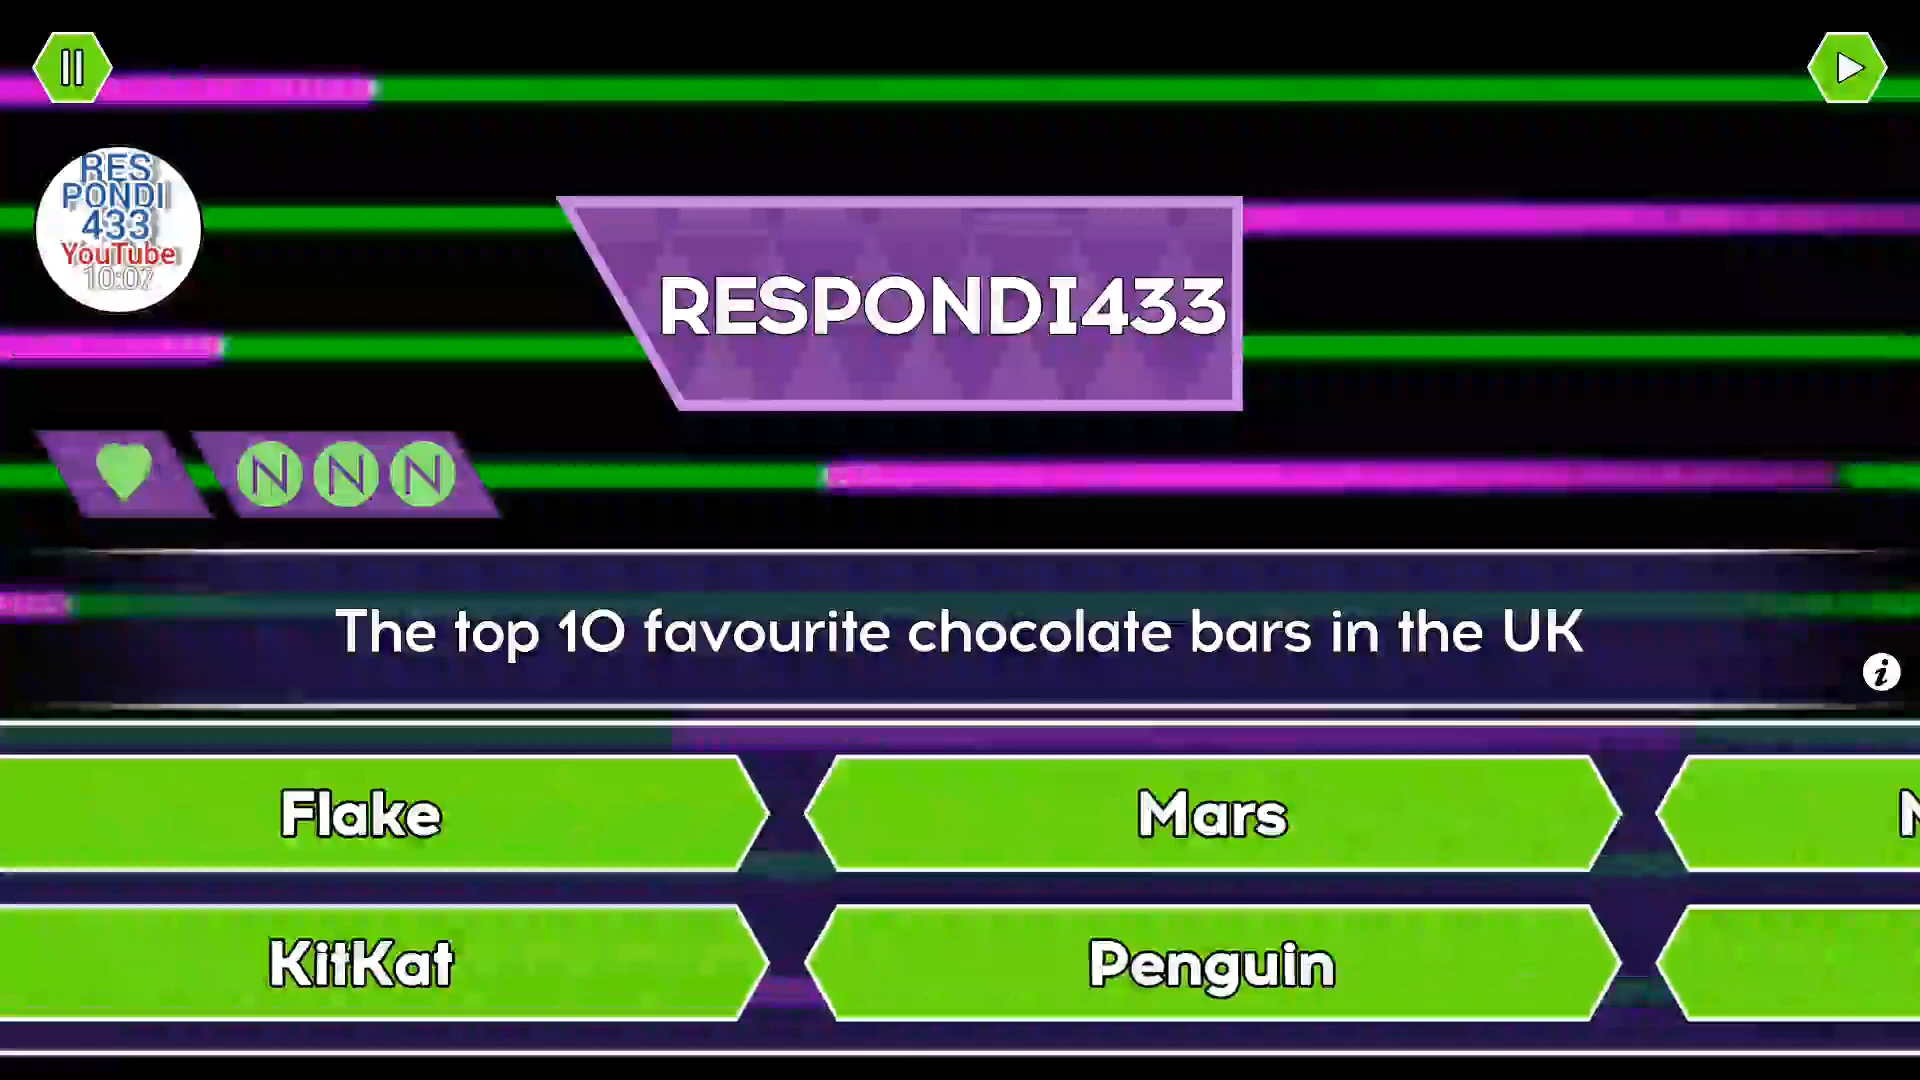 RES
PONDI
433
YouTube
10:07
RESPONDI433
N N N
The top 10 favourite chocolate bars in the UK
i
Flake
Mars
KitKat
Penguin